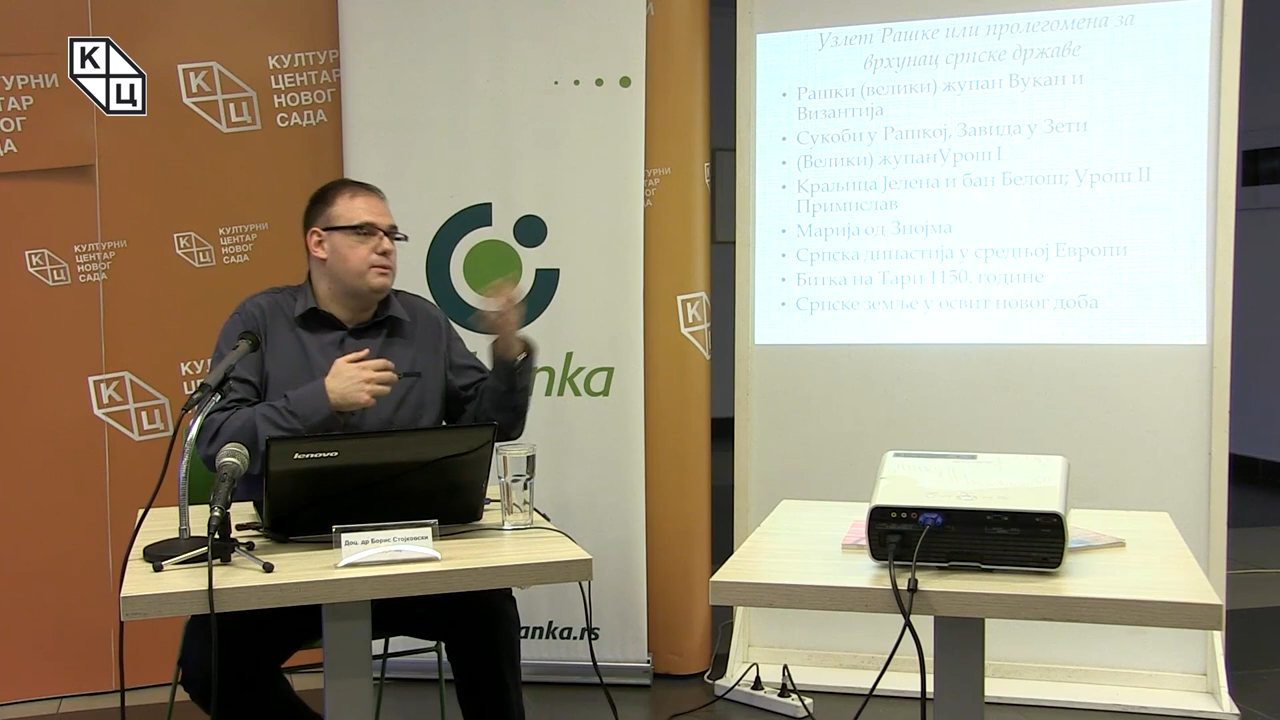 К
Ц
КУЛТУРНИ
ЦЕНТАР
НОВОГ
САДА
К
Ц
КУЛТУРНИ
ЦЕНТАР
НОВОГ
САДА
К
Ц
КУЛТУРНИ
ЦЕНТАР
НОВОГ
САДА
К
Ц
lenovo
Доц. др Борис Стојковски
nka
anka.rs
Узлет Рашке или пролегомена за
врхунац српске државе
• Рашки (велики) жупан Вукан и
Византија
• Сукоби у Рашкој, Завида у Зети
• (Велики) жупанУрош I
• Краљица Јелена и бан Белош; Урош II
Примислав
• Марија од Знојма
• Српска династија у средњој Европи
• Битка на Тари 1150. године
• Српске земље у освит новог доба